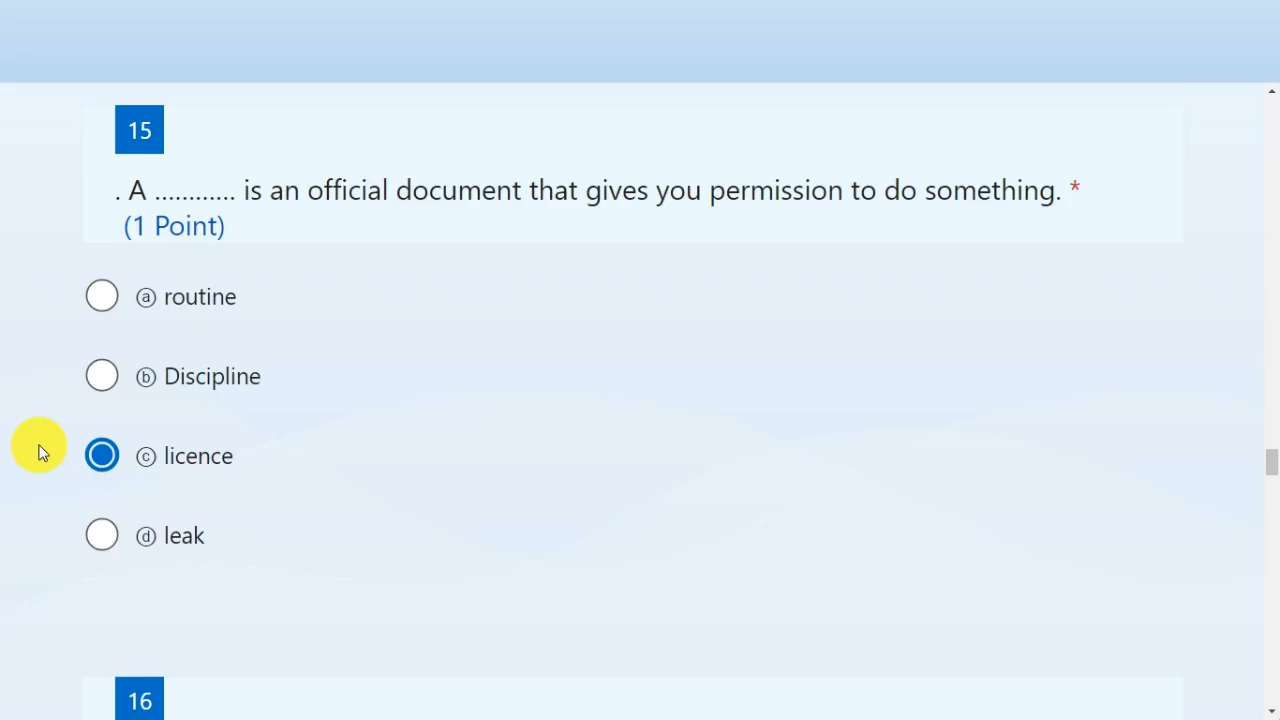 15
. A ............ is an official document that gives you permission to do something. *
(1 Point)
ⓐ routine
ⓑ Discipline
ⓒ licence
ⓓ leak
16